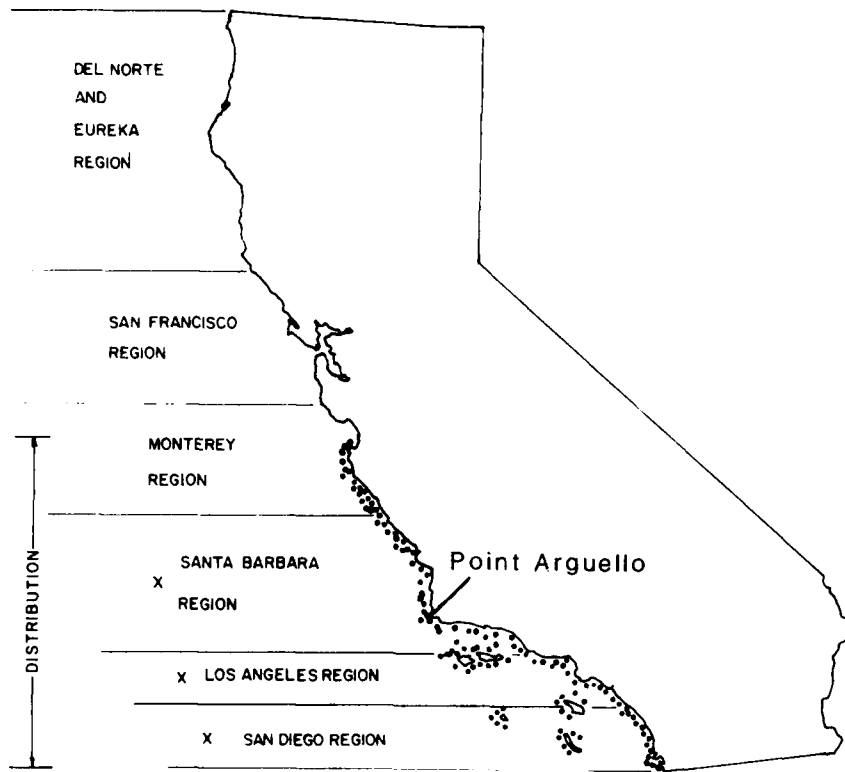 DEL NORTE
AND
EUREKA
REGION
SAN FRANCISCO
REGION
MONTEREY
REGION
Point Arguello
X SANTA BARBARA
REGION
DISTRIBUTION
X LOS ANGELES REGION
X SAN DIEGO REGION